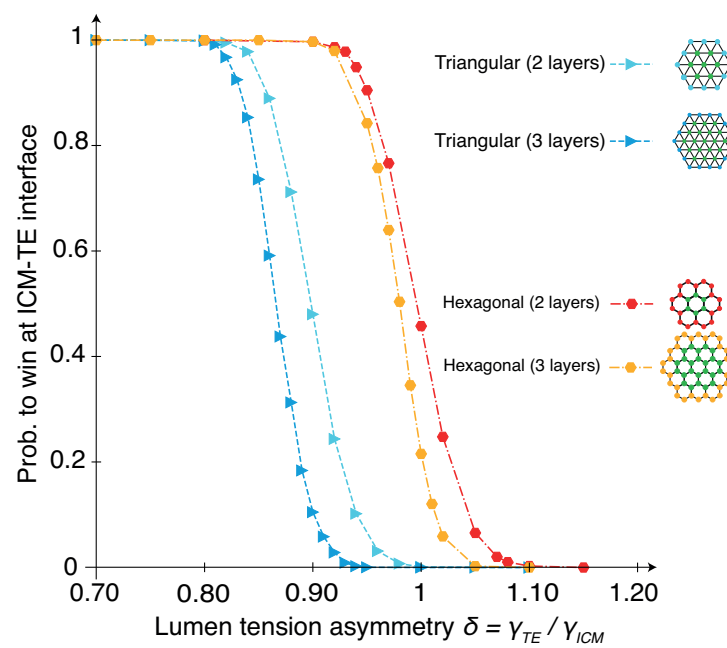 1
0.8
0.6
0.4
0.2
0
0.70
0.80
0.90
1
1.10
1.20
Prob. to win at ICM-TE interface
Lumen tension asymmetry δ = γTE / γICM
Triangular (2 layers)
Triangular (3 layers)
Hexagonal (2 layers)
Hexagonal (3 layers)